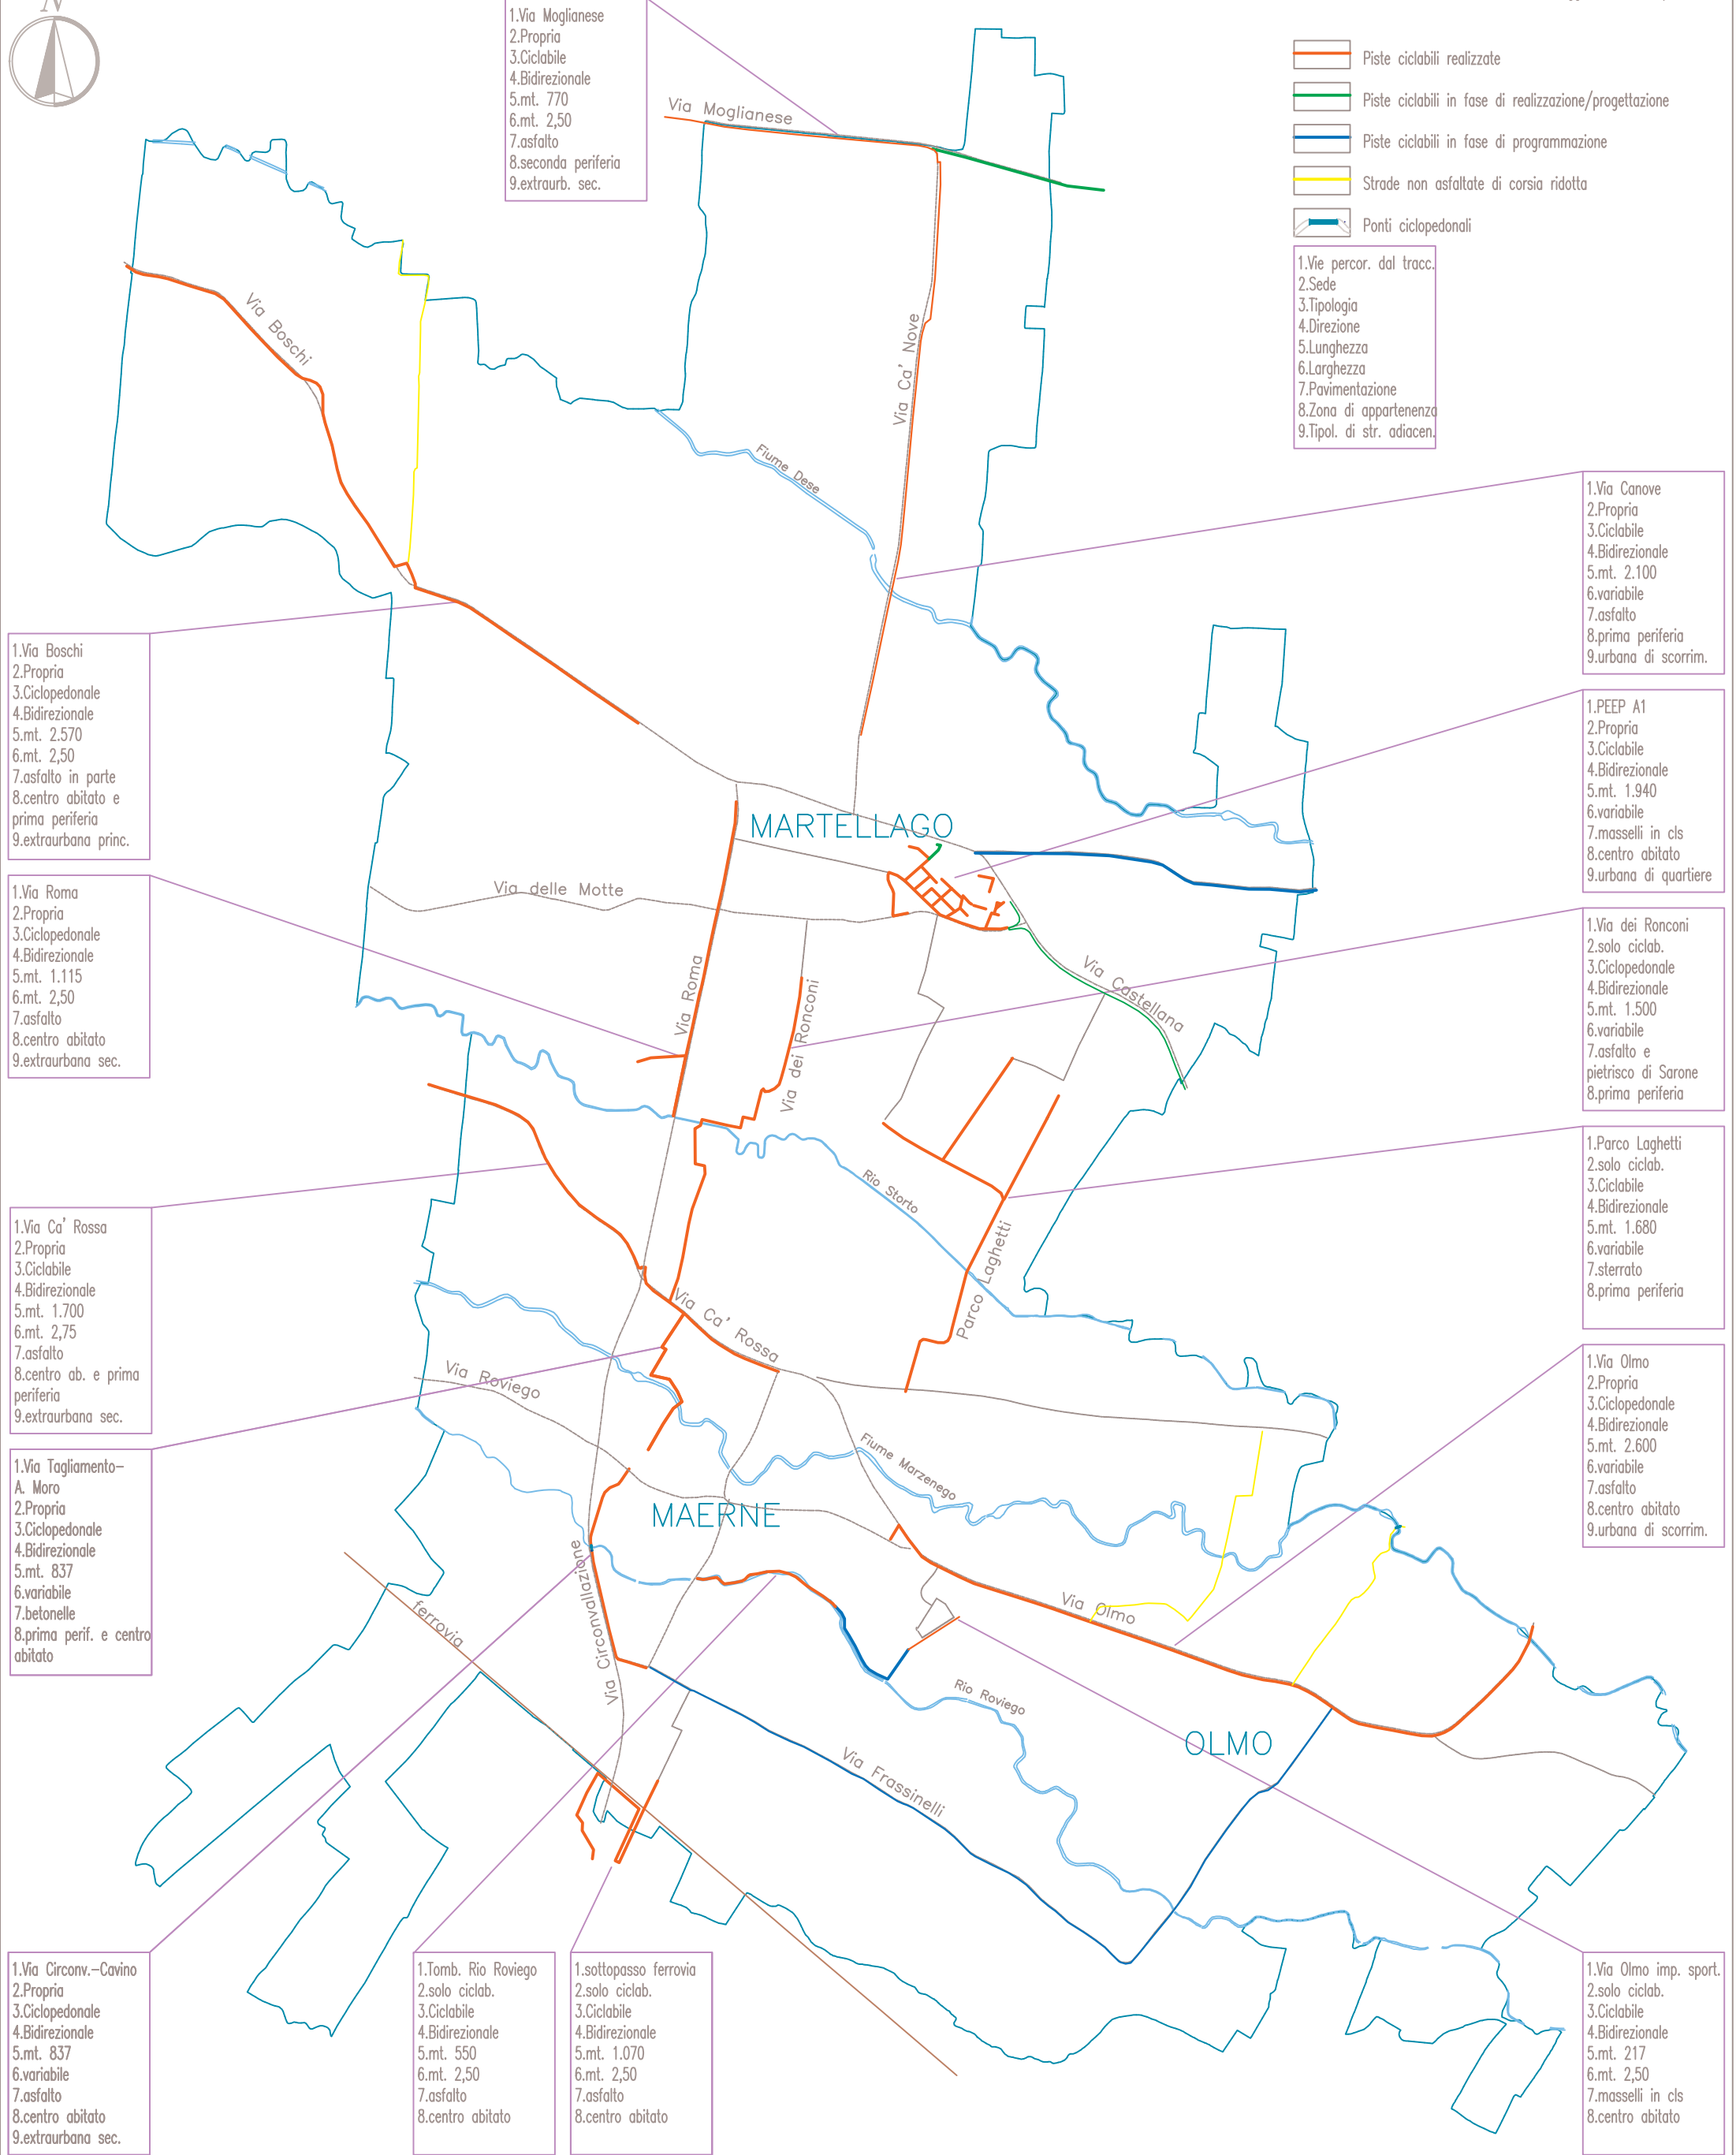 N
1.Via Moglianese
2.Propria
3.Ciclabile
4.Bidirezionale
5.mt. 770
6.mt. 2,50
7.asfalto
8.seconda periferia
9.extraurb. sec.
Piste ciclabili realizzate
Piste ciclabili in fase di realizzazione/progettazione
Piste ciclabili in fase di programmazione
Strade non asfaltate di corsia ridotta
Ponti ciclopedonali
1.Vie percor. dal tracc.
2.Sede
3.Tipologia
4.Direzione
5.Lunghezza
6.Larghezza
7.Pavimentazione
8.Zona di appartenenza
9.Tipol. di str. adiacen.
Via Moglianese
Via Boschi
Via Ca' Nove
Fiume Dese
1.Via Canove
2.Propria
3.Ciclabile
4.Bidirezionale
5.mt. 2.100
6.variabile
7.asfalto
8.prima periferia
9.urbana di scorrim.
1.Via Boschi
2.Propria
3.Ciclopedonale
4.Bidirezionale
5.mt. 2.570
6.mt. 2,50
7.asfalto in parte
8.centro abitato e
prima periferia
9.extraurbana princ.
1.PEEP A1
2.Propria
3.Ciclabile
4.Bidirezionale
5.mt. 1.940
6.variabile
7.masselli in cls
8.centro abitato
9.urbana di quartiere
MARTELLAGO
Via delle Motte
1.Via Roma
2.Propria
3.Ciclopedonale
4.Bidirezionale
5.mt. 1.115
6.mt. 2,50
7.asfalto
8.centro abitato
9.extraurbana sec.
Via Roma
Via dei Ronconi
Via Castellana
1.Via dei Ronconi
2.solo ciclab.
3.Ciclopedonale
4.Bidirezionale
5.mt. 1.500
6.variabile
7.asfalto e
pietrisco di Sarone
8.prima periferia
Rio Storto
Parco Laghetti
1.Parco Laghetti
2.solo ciclab.
3.Ciclabile
4.Bidirezionale
5.mt. 1.680
6.variabile
7.sterrato
8.prima periferia
1.Via Ca' Rossa
2.Propria
3.Ciclabile
4.Bidirezionale
5.mt. 1.700
6.mt. 2,75
7.asfalto
8.centro ab. e prima
periferia
9.extraurbana sec.
Via Ca' Rossa
Via Roviego
Fiume Marzenego
1.Via Olmo
2.Propria
3.Ciclopedonale
4.Bidirezionale
5.mt. 2.600
6.variabile
7.asfalto
8.centro abitato
9.urbana di scorrim.
1.Via Tagliamento-
A. Moro
2.Propria
3.Ciclopedonale
4.Bidirezionale
5.mt. 837
6.variabile
7.betonelle
8.prima perif. e centro
abitato
MAERNE
Via Circonvallazione
ferrovia
Via Olmo
Rio Roviego
OLMO
Via Frassinelli
1.Via Circonv.-Cavino
2.Propria
3.Ciclopedonale
4.Bidirezionale
5.mt. 837
6.variabile
7.asfalto
8.centro abitato
9.extraurbana sec.
1.Tomb. Rio Roviego
2.solo ciclab.
3.Ciclabile
4.Bidirezionale
5.mt. 550
6.mt. 2,50
7.asfalto
8.centro abitato
1.sottopasso ferrovia
2.solo ciclab.
3.Ciclabile
4.Bidirezionale
5.mt. 1.070
6.mt. 2,50
7.asfalto
8.centro abitato
1.Via Olmo imp. sport.
2.solo ciclab.
3.Ciclabile
4.Bidirezionale
5.mt. 217
6.mt. 2,50
7.masselli in cls
8.centro abitato